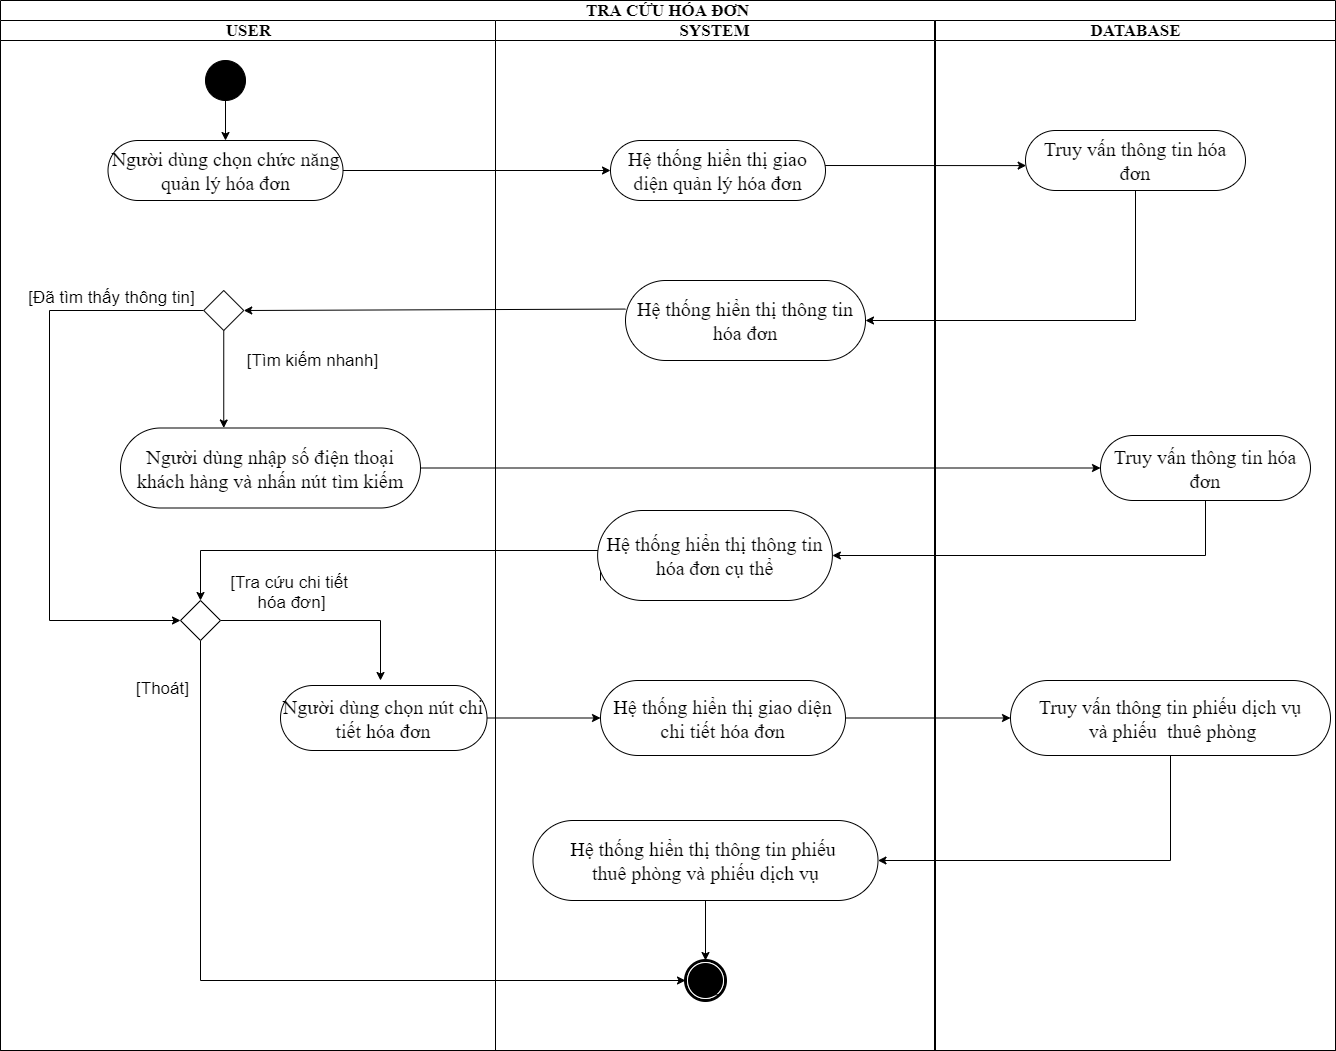 TRA CỨU HÓA ĐƠN
USER
SYSTEM
DATABASE
Người dùng chọn chức năng
quản lý hóa đơn
Hệ thống hiển thị giao
diện quản lý hóa đơn
Truy vấn thông tin hóa
đơn
[Đã tìm thấy thông tin]
Hệ thống hiển thị thông tin
hóa đơn
[Tìm kiếm nhanh]
Người dùng nhập số điện thoại
khách hàng và nhấn nút tìm kiếm
Truy vấn thông tin hóa
đơn
Hệ thống hiển thị thông tin
hóa đơn cụ thể
[Tra cứu chi tiết
hóa đơn]
[Thoát]
Người dùng chọn nút chi
tiết hóa đơn
Hệ thống hiển thị giao diện
chi tiết hóa đơn
Truy vấn thông tin phiếu dịch vụ
và phiếu thuê phòng
Hệ thống hiển thị thông tin phiếu
thuê phòng và phiếu dịch vụ